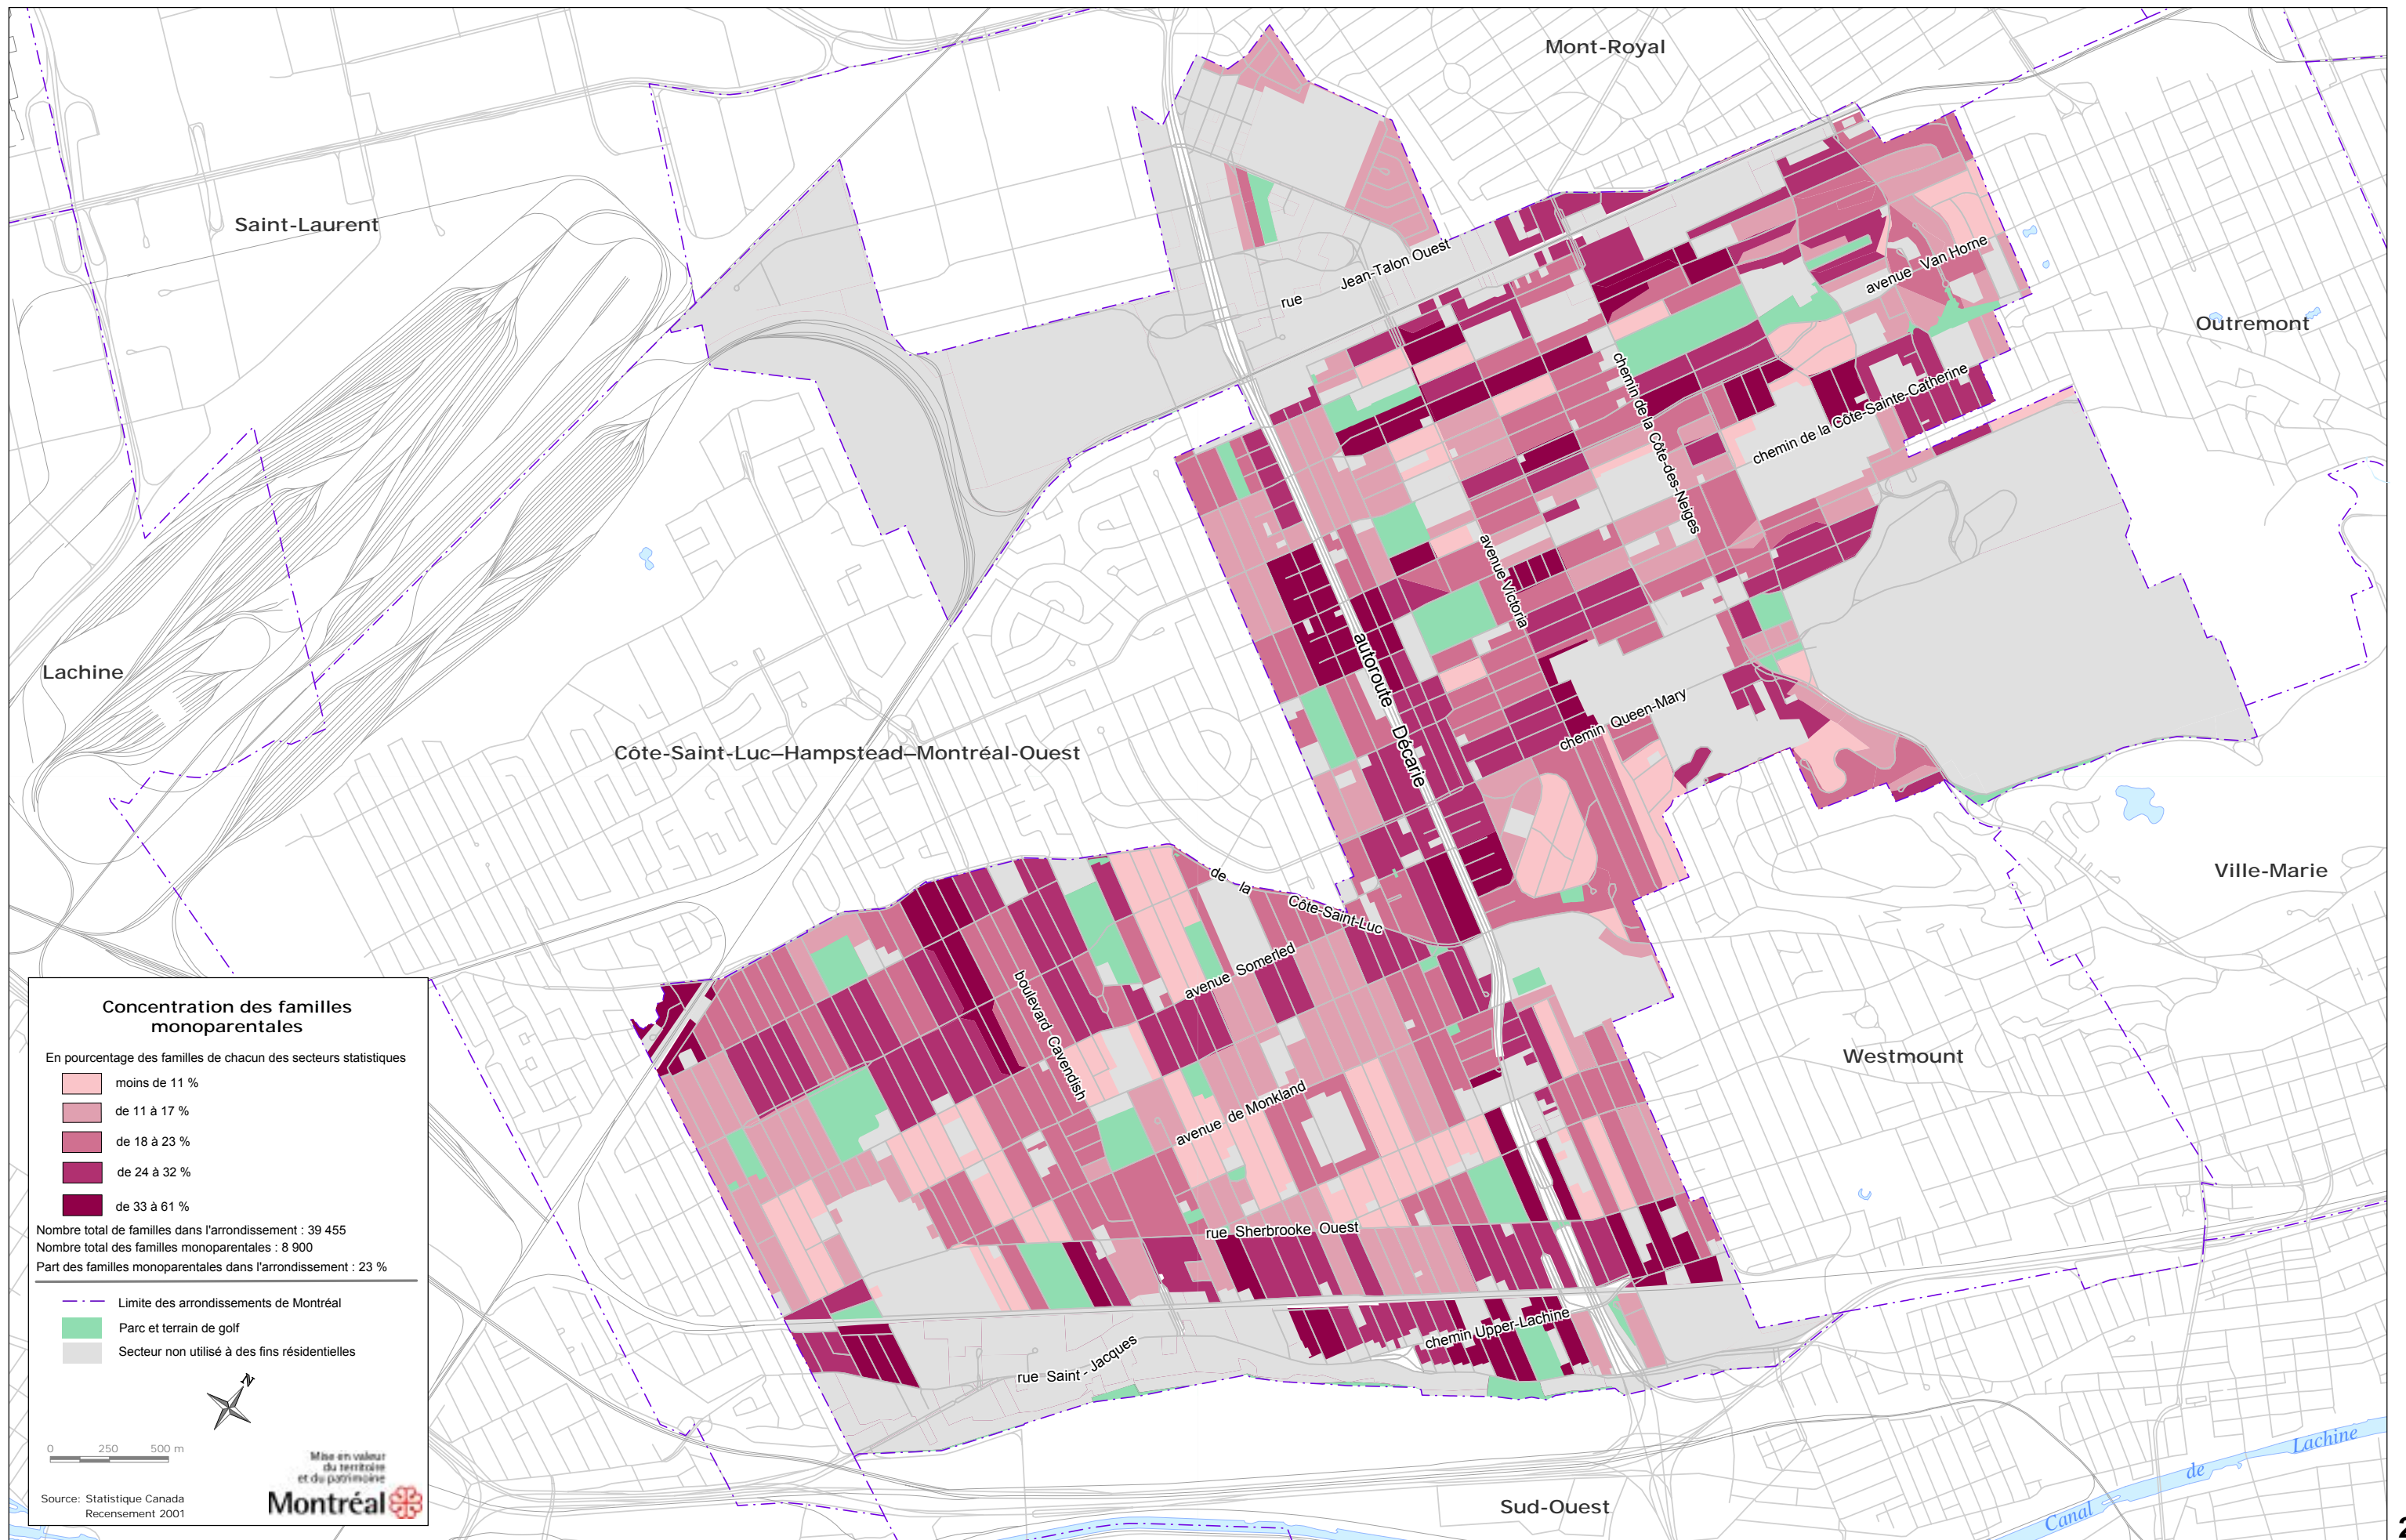 Mont-Royal
Saint-Laurent
rue Jean-Talon Ouest
avenue Van Horne
Outremont
chemin de la Côte-des-Neiges
chemin de la Côte-Sainte-Catherine
avenue Victoria
Lachine
autoroute Décarie
chemin Queen-Mary
Côte-Saint-Luc–Hampstead–Montréal-Ouest
Ville-Marie
de la Côte-Saint-Luc
avenue Somerled
boulevard Cavendish
Westmount
avenue de Monkland
rue Sherbrooke Ouest
chemin Upper-Lachine
rue Saint-Jacques
Sud-Ouest
Canal de Lachine
Concentration des familles
monoparentales
En pourcentage des familles de chacun des secteurs statistiques
moins de 11 %
de 11 à 17 %
de 18 à 23 %
de 24 à 32 %
de 33 à 61 %
Nombre total de familles dans l'arrondissement : 39 455
Nombre total des familles monoparentales : 8 900
Part des familles monoparentales dans l'arrondissement : 23 %
Limite des arrondissements de Montréal
Parc et terrain de golf
Secteur non utilisé à des fins résidentielles
N
0 250 500 m
Mise en valeur
du territoire
et du patrimoine
Montréal
Source: Statistique Canada
Recensement 2001
2